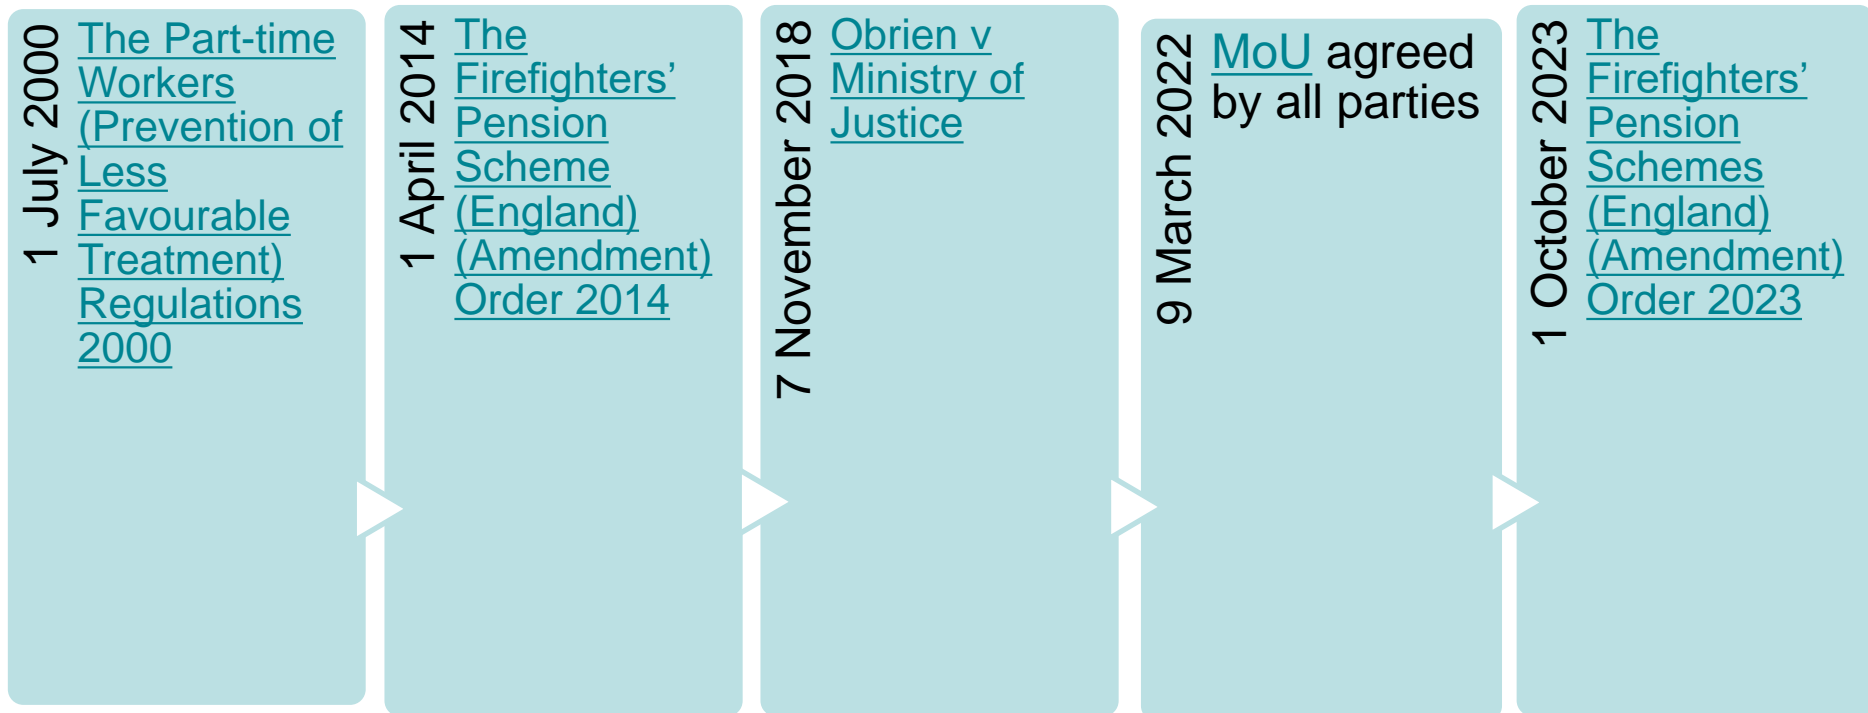 1 July 2000
The Part-time
Workers
(Prevention of
Less
Favourable
Treatment)
Regulations
2000
1 April 2014
The
Firefighters’
Pension
Scheme
(England)
(Amendment)
Order 2014
7 November 2018
Obrien v
Ministry of
Justice
9 March 2022
MoU agreed
by all parties
1 October 2023
The
Firefighters’
Pension
Schemes
(England)
(Amendment)
Order 2023